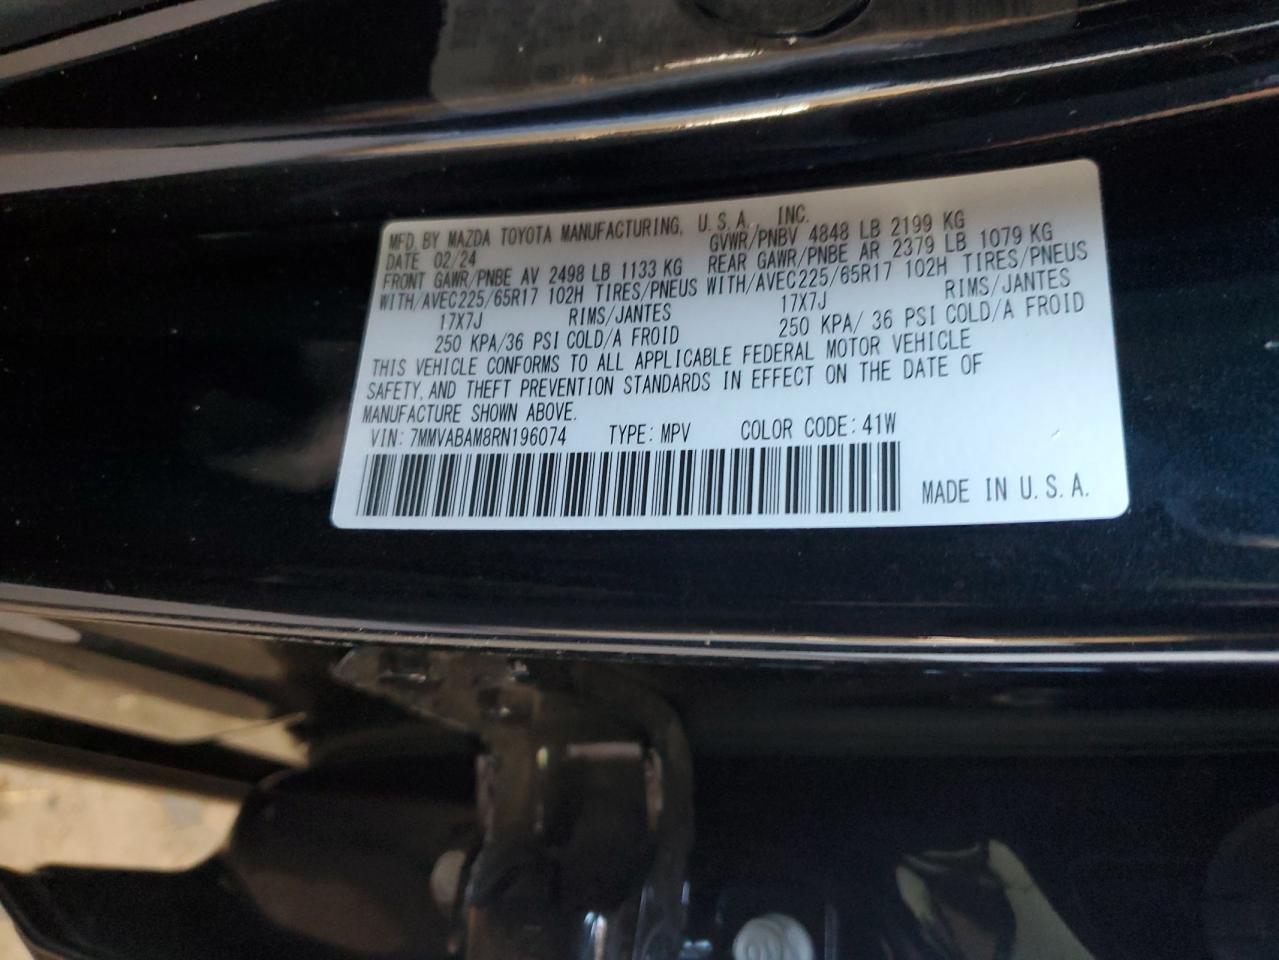 MFD. BY MAZDA TOYOTA MANUFACTURING, U.S.A., INC.
DATE 02/24 GVWR/PNBV 4848 LB 2199 KG
FRONT GAWR/PNBE AV 2498 LB 1133 KG REAR GAWR/PNBE AR 2379 LB 1079 KG
WITH/AVEC225/65R17 102H TIRES/PNEUS WITH/AVEC225/65R17 102H TIRES/PNEUS
17X7J RIMS/JANTES 17X7J RIMS/JANTES
250 KPA/36 PSI COLD/A FROID 250 KPA/ 36 PSI COLD/A FROID
THIS VEHICLE CONFORMS TO ALL APPLICABLE FEDERAL MOTOR VEHICLE
SAFETY, AND THEFT PREVENTION STANDARDS IN EFFECT ON THE DATE OF
MANUFACTURE SHOWN ABOVE.
VIN: 7MMVABAM8RN196074 TYPE: MPV COLOR CODE: 41W
MADE IN U.S.A.